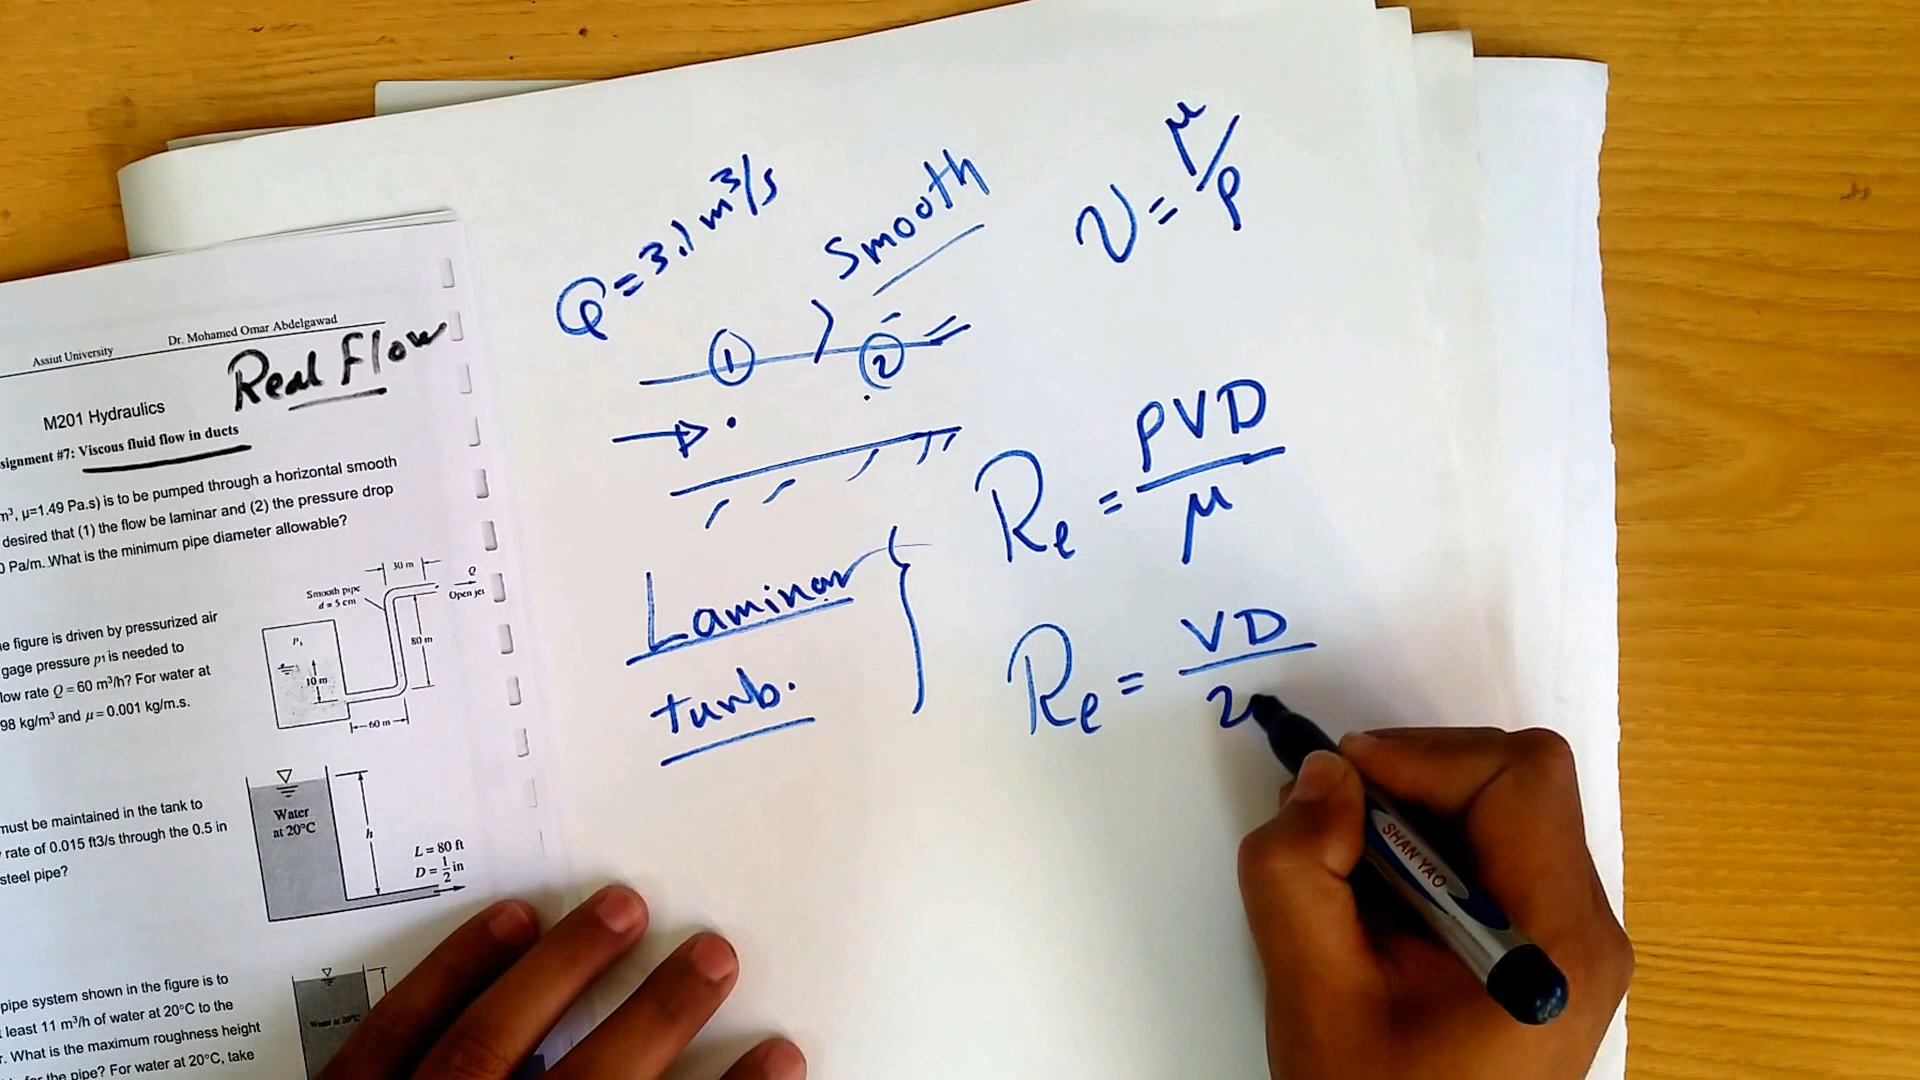 Assiut University Dr. Mohamed Omar Abdelgawad
Real Flow
M201 Hydraulics
signment #7: Viscous fluid flow in ducts
m³, μ=1.49 Pa.s) is to be pumped through a horizontal smooth
desired that (1) the flow be laminar and (2) the pressure drop
0 Pa/m. What is the minimum pipe diameter allowable?
30 m
Q
Smooth pipe
d = 5 cm
Open jet
P₁
80 m
10 m
60 m
e figure is driven by pressurized air
gage pressure p1 is needed to
low rate Q = 60 m³/h? For water at
98 kg/m³ and μ = 0.001 kg/m.s.
Water
at 20°C
h
L = 80 ft
D = 1/2 in
must be maintained in the tank to
rate of 0.015 ft3/s through the 0.5 in
steel pipe?
pipe system shown in the figure is to
least 11 m³/h of water at 20°C to the
r. What is the maximum roughness height
for the pipe? For water at 20°C, take
Water at 20°C
Q = 3.1 m³/s
Smooth
ν = μ/ρ
1
2
Re = ρVD/μ
Laminar
turb.
Re = VD/
SHAN YAO